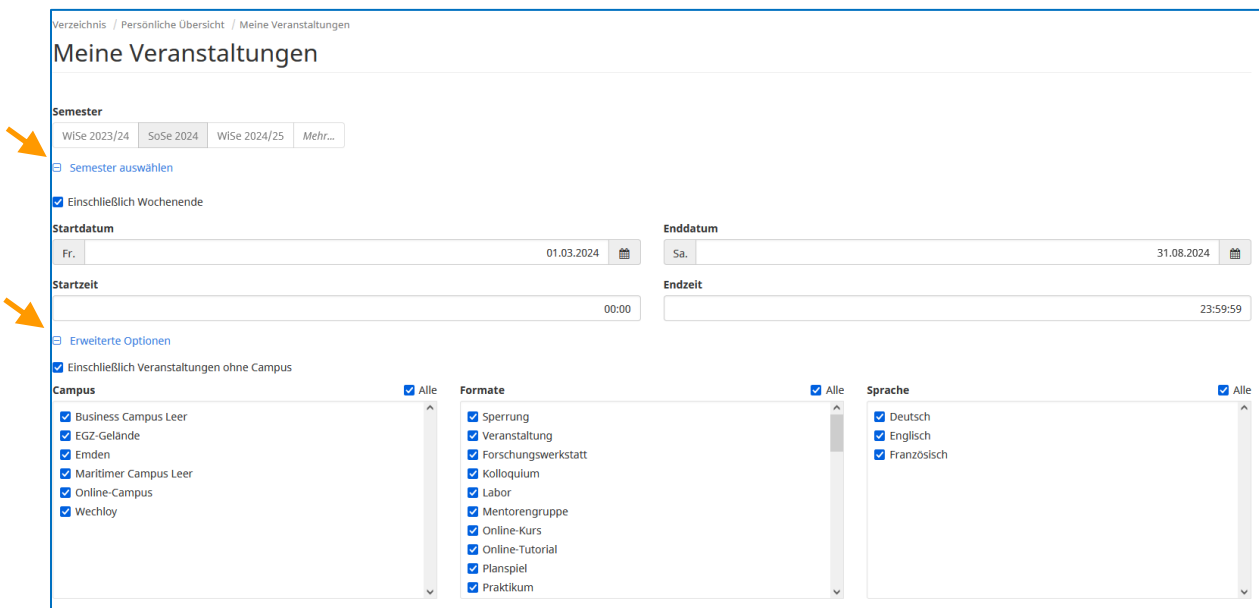 Verzeichnis / Persönliche Übersicht / Meine Veranstaltungen
Meine Veranstaltungen
Semester
WiSe 2023/24 SoSe 2024 WiSe 2024/25 Mehr...
Semester auswählen
Einschließlich Wochenende
Startdatum Enddatum
Fr. 01.03.2024 Sa. 31.08.2024
Startzeit Endzeit
00:00 23:59:59
Erweiterte Optionen
Einschließlich Veranstaltungen ohne Campus
Campus Alle Formate Alle Sprache Alle
Business Campus Leer Sperrung Deutsch
EGZ-Gelände Veranstaltung Englisch
Emden Forschungswerkstatt Französisch
Maritimer Campus Leer Kolloquium
Online-Campus Labor
Wechloy Mentorengruppe
Online-Kurs
Online-Tutorial
Planspiel
Praktikum